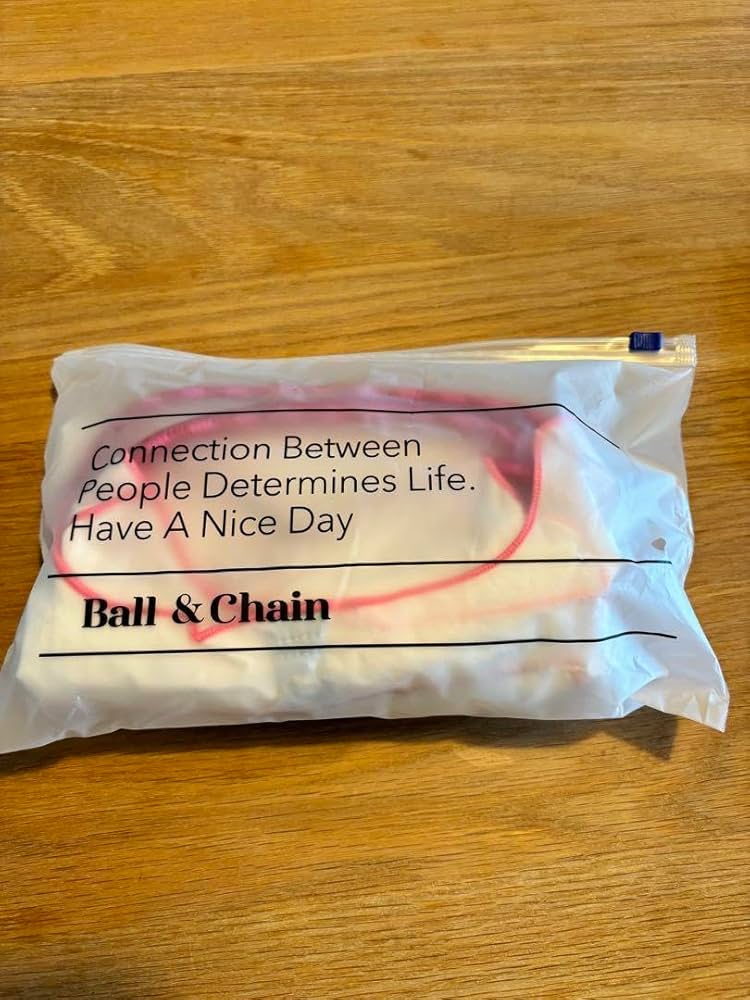 Connection Between
People Determines Life.
Have A Nice Day
Ball & Chain